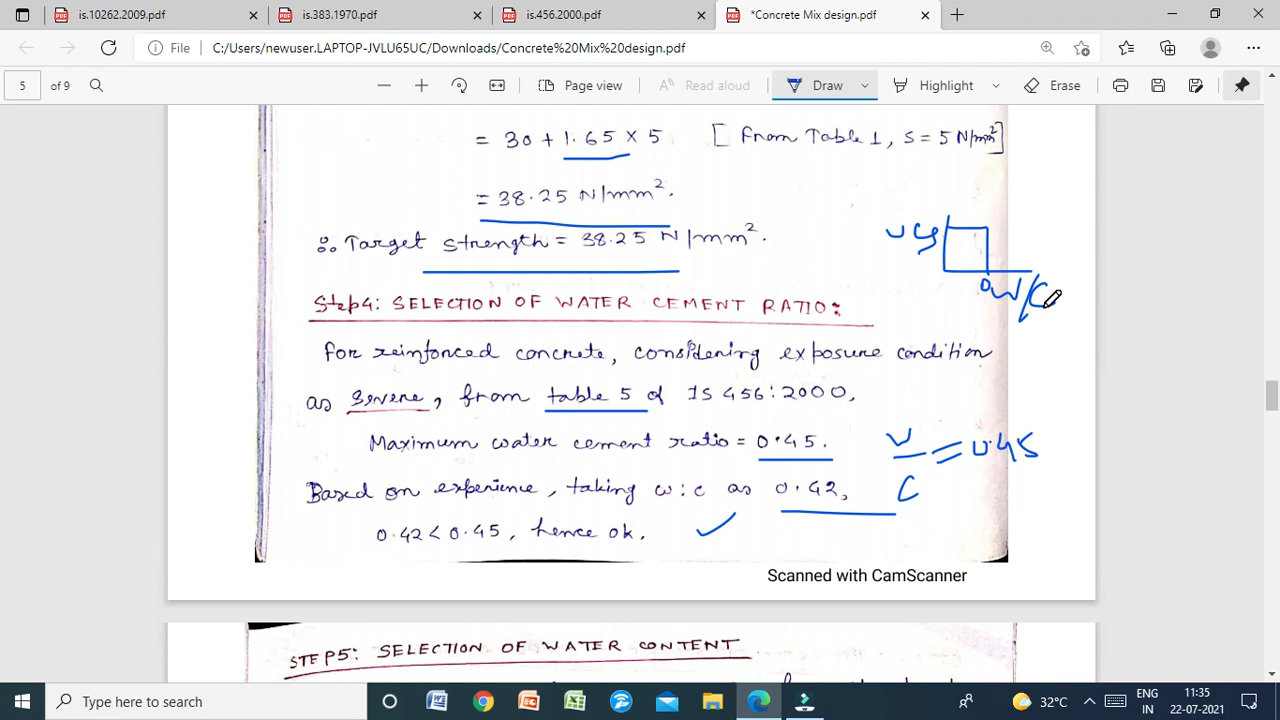 is.10262.2009.pdf is.383.1970.pdf is.456.2000.pdf *Concrete Mix design.pdf
File C:/Users/newuser.LAPTOP-JVLU65UC/Downloads/Concrete%20Mix%20design.pdf
5 of 9 Page view Read aloud Draw Highlight Erase
= 30 + 1.65 × 5 [From Table 1, S = 5 N/mm²]
= 38.25 N/mm².
∴ Target strength = 38.25 N/mm².
Step4: SELECTION OF WATER CEMENT RATIO:
W/C
For reinforced concrete, considening exposure condition
as severe, from table 5 of IS 456:2000,
Maximum water cement ratio = 0.45.
W/C = 0.45
Based on experience, taking w:c as 0.42,
0.42 < 0.45, hence ok.
Scanned with CamScanner
STEP5: SELECTION OF WATER CONTENT
Type here to search
32°C
ENG
IN
11:35
22-07-2021